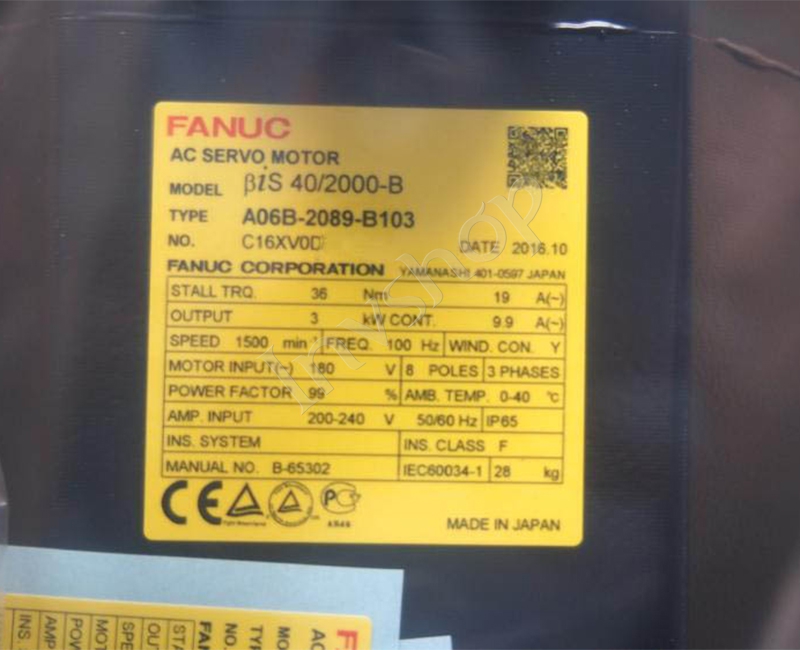 FANUC
AC SERVO MOTOR
MODEL βiS 40/2000-B
TYPE A06B-2089-B103
NO. C16XV0D DATE 2016.10
FANUC CORPORATION YAMANASHI 401-0597 JAPAN
STALL TRQ. 36 Nm 19 A(~)
OUTPUT 3 kW CONT. 9.9 A(~)
SPEED 1500 min⁻¹ FREQ. 100 Hz WIND. CON. Y
MOTOR INPUT(~) 180 V 8 POLES 3 PHASES
POWER FACTOR 99 % AMB. TEMP. 0-40 °C
AMP. INPUT 200-240 V 50/60 Hz IP65
INS. SYSTEM INS. CLASS F
MANUAL NO. B-65302 IEC60034-1 28 kg
CE
MADE IN JAPAN